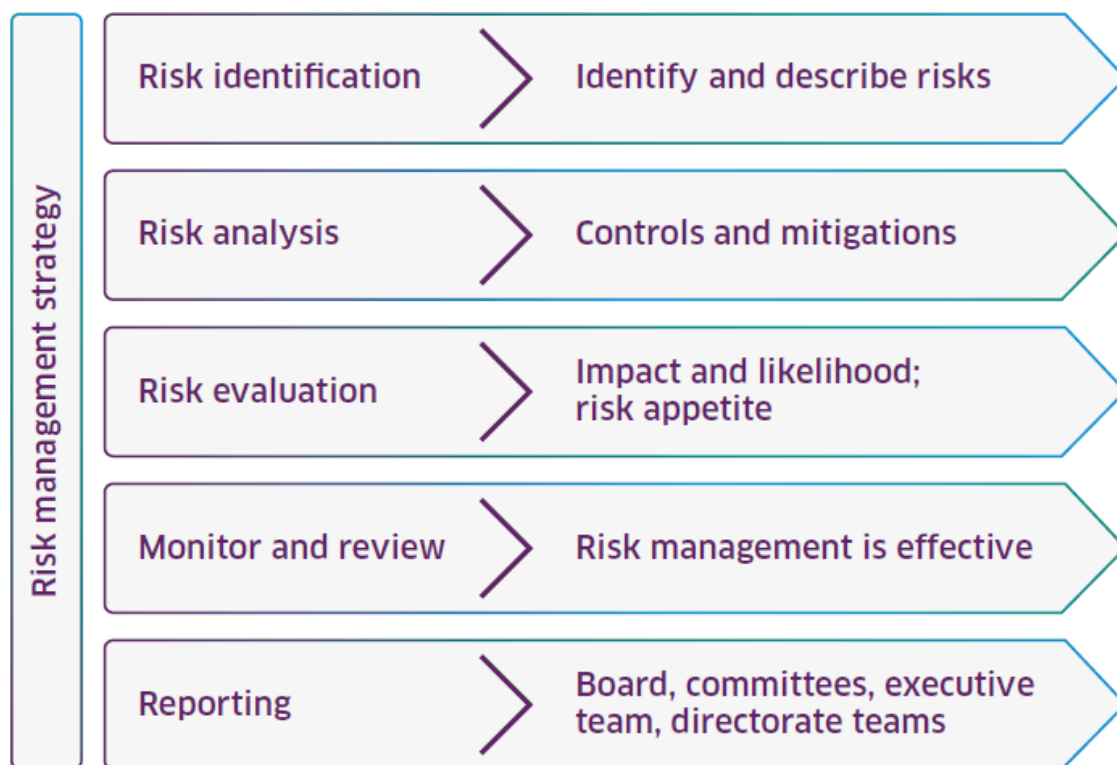 Risk management strategy
Risk identification
Identify and describe risks
Risk analysis
Controls and mitigations
Risk evaluation
Impact and likelihood;
risk appetite
Monitor and review
Risk management is effective
Reporting
Board, committees, executive
team, directorate teams